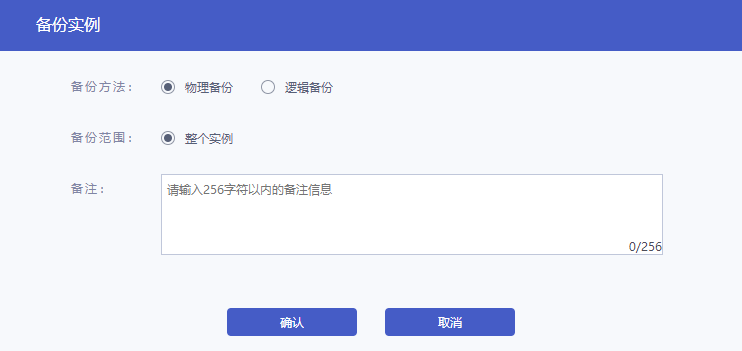 备份实例
备份方法: 物理备份 逻辑备份
备份范围: 整个实例
备注: 请输入256字符以内的备注信息
0/256
确认 取消